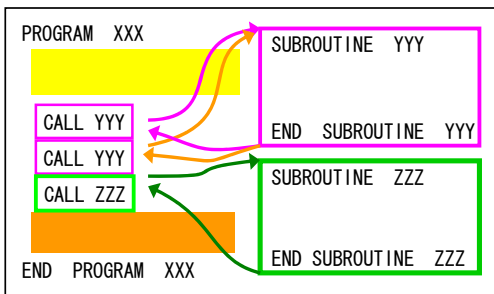 PROGRAM XXX
CALL YYY
CALL YYY
CALL ZZZ
END PROGRAM XXX
SUBROUTINE YYY
END SUBROUTINE YYY
SUBROUTINE ZZZ
END SUBROUTINE ZZZ